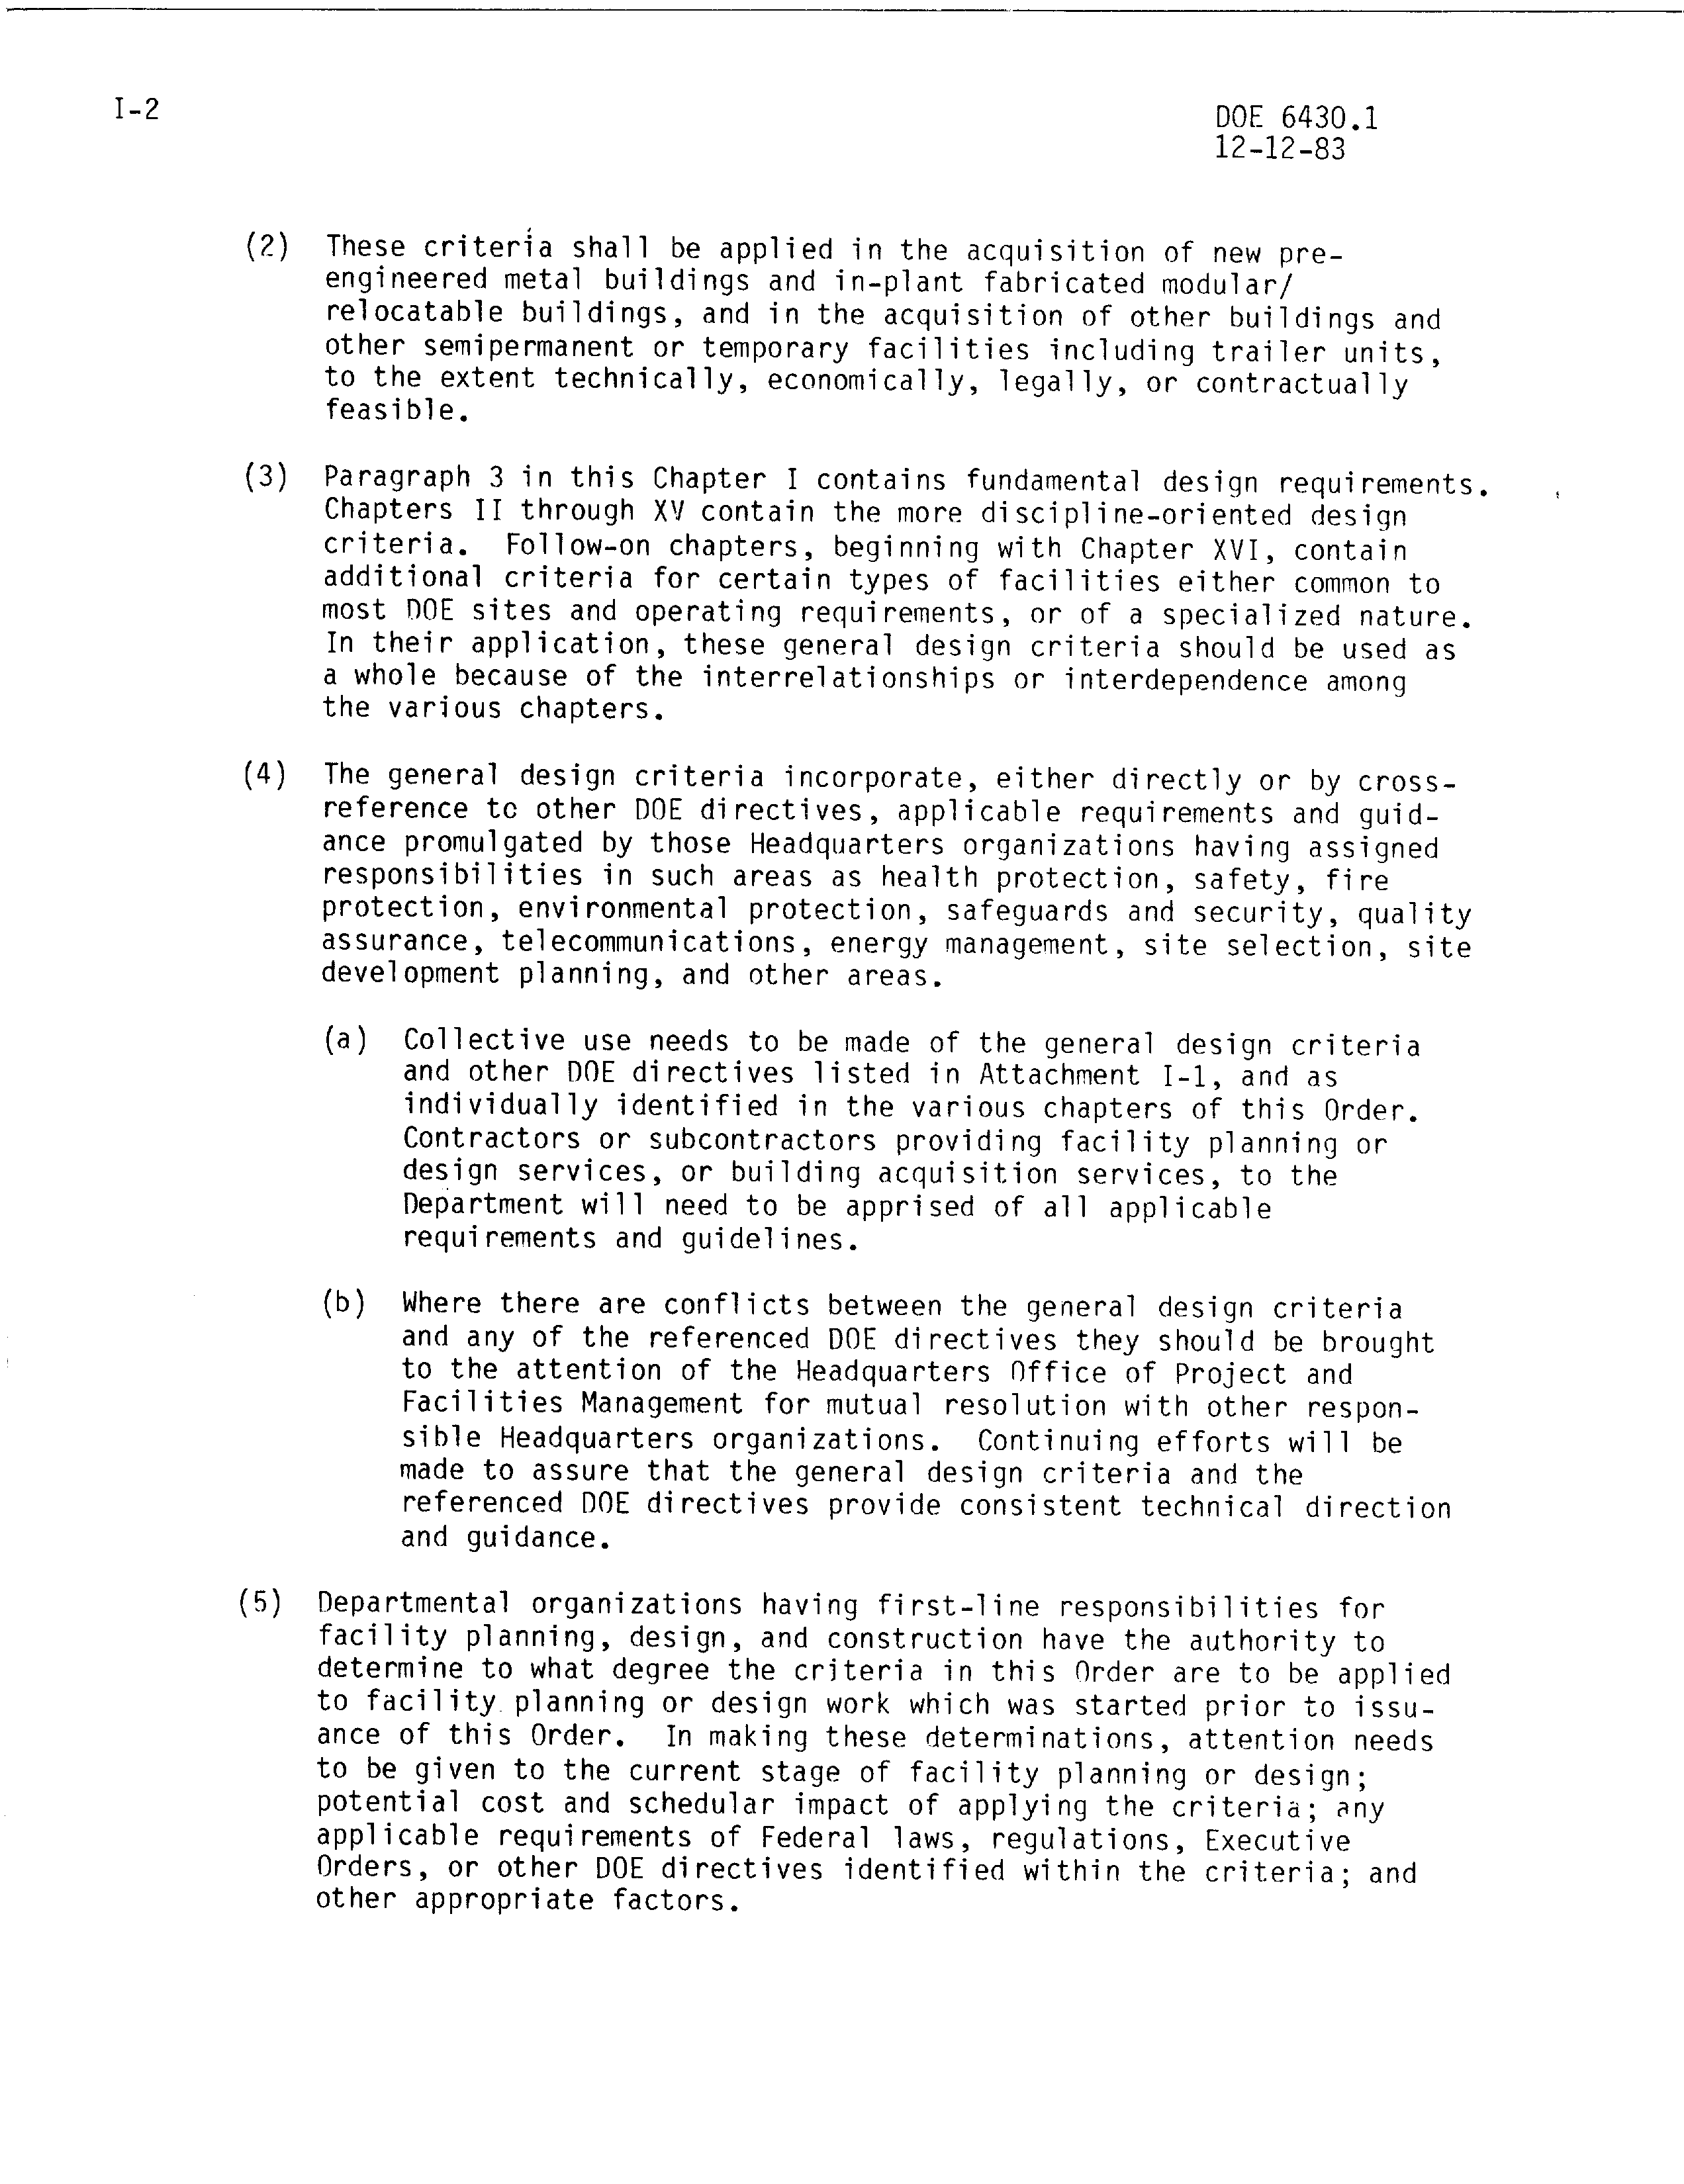 I-2
DOE 6430.1
12-12-83
(2) These criteria shall be applied in the acquisition of new pre-
engineered metal buildings and in-plant fabricated modular/
relocatable buildings, and in the acquisition of other buildings and
other semipermanent or temporary facilities including trailer units,
to the extent technically, economically, legally, or contractually
feasible.
(3) Paragraph 3 in this Chapter I contains fundamental design requirements.
Chapters II through XV contain the more discipline-oriented design
criteria. Follow-on chapters, beginning with Chapter XVI, contain
additional criteria for certain types of facilities either common to
most DOE sites and operating requirements, or of a specialized nature.
In their application, these general design criteria should be used as
a whole because of the interrelationships or interdependence among
the various chapters.
(4) The general design criteria incorporate, either directly or by cross-
reference to other DOE directives, applicable requirements and guid-
ance promulgated by those Headquarters organizations having assigned
responsibilities in such areas as health protection, safety, fire
protection, environmental protection, safeguards and security, quality
assurance, telecommunications, energy management, site selection, site
development planning, and other areas.
(a) Collective use needs to be made of the general design criteria
and other DOE directives listed in Attachment I-1, and as
individually identified in the various chapters of this Order.
Contractors or subcontractors providing facility planning or
design services, or building acquisition services, to the
Department will need to be apprised of all applicable
requirements and guidelines.
(b) Where there are conflicts between the general design criteria
and any of the referenced DOE directives they should be brought
to the attention of the Headquarters Office of Project and
Facilities Management for mutual resolution with other respon-
sible Headquarters organizations. Continuing efforts will be
made to assure that the general design criteria and the
referenced DOE directives provide consistent technical direction
and guidance.
(5) Departmental organizations having first-line responsibilities for
facility planning, design, and construction have the authority to
determine to what degree the criteria in this Order are to be applied
to facility planning or design work which was started prior to issu-
ance of this Order. In making these determinations, attention needs
to be given to the current stage of facility planning or design;
potential cost and schedular impact of applying the criteria; any
applicable requirements of Federal laws, regulations, Executive
Orders, or other DOE directives identified within the criteria; and
other appropriate factors.